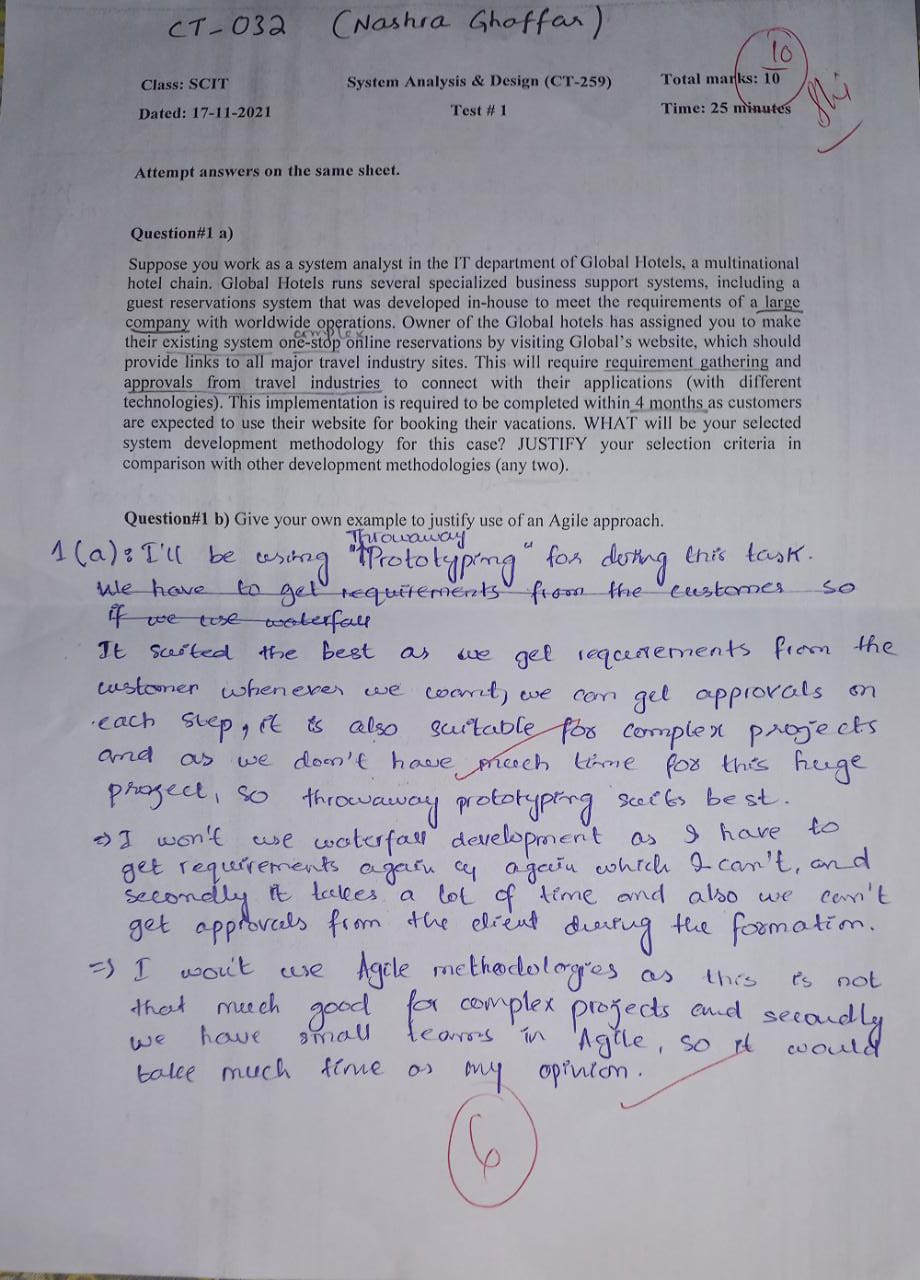 CT-032 (Nashra Ghaffar)
10
Class: SCIT System Analysis & Design (CT-259) Total marks: 10
Dated: 17-11-2021 Test # 1 Time: 25 minutes
Attempt answers on the same sheet.
Question#1 a)
Suppose you work as a system analyst in the IT department of Global Hotels, a multinational
hotel chain. Global Hotels runs several specialized business support systems, including a
guest reservations system that was developed in-house to meet the requirements of a large
company with worldwide operations. Owner of the Global hotels has assigned you to make
complex
their existing system one-stop online reservations by visiting Global's website, which should
provide links to all major travel industry sites. This will require requirement gathering and
approvals from travel industries to connect with their applications (with different
technologies). This implementation is required to be completed within 4 months as customers
are expected to use their website for booking their vacations. WHAT will be your selected
system development methodology for this case? JUSTIFY your selection criteria in
comparison with other development methodologies (any two).
Question#1 b) Give your own example to justify use of an Agile approach.
Throwaway
1(a): I'll be using "Prototyping" for doing this task.
We have to get requirements from the customer so
if we use waterfall
It suited the best as we get requirements from the
customer whenever we want, we can get approvals on
each step, it is also suitable for complex projects
and as we don't have much time for this huge
project, so throwaway prototyping suits best.
⇒ I won't use waterfall development as I have to
get requirements again & again which I can't, and
secondly it takes a lot of time and also we can't
get approvals from the client during the formation.
⇒ I won't use Agile methodologies as this is not
that much good for complex projects and secondly
we have small teams in Agile, so it would
take much time as my opinion.
6